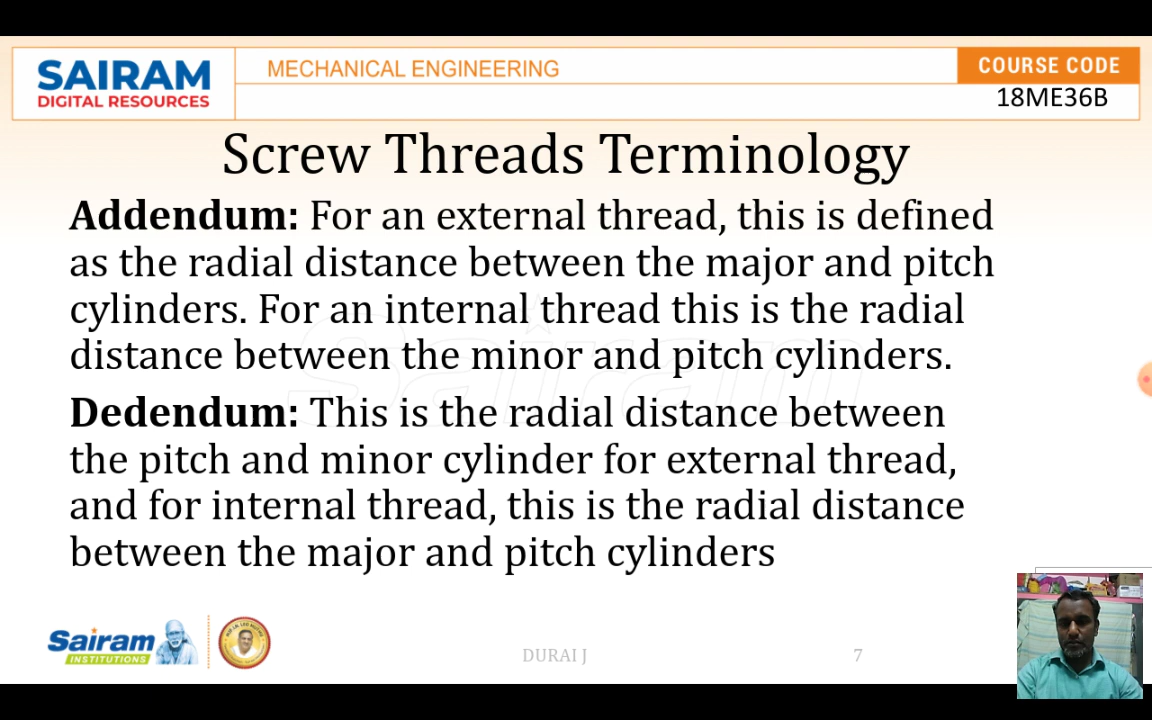 SAIRAM
DIGITAL RESOURCES
MECHANICAL ENGINEERING
COURSE CODE
18ME36B
Screw Threads Terminology
Addendum: For an external thread, this is defined
as the radial distance between the major and pitch
cylinders. For an internal thread this is the radial
distance between the minor and pitch cylinders.
Dedendum: This is the radial distance between
the pitch and minor cylinder for external thread,
and for internal thread, this is the radial distance
between the major and pitch cylinders
Sairam
Sairam
INSTITUTIONS
DURAI J
7